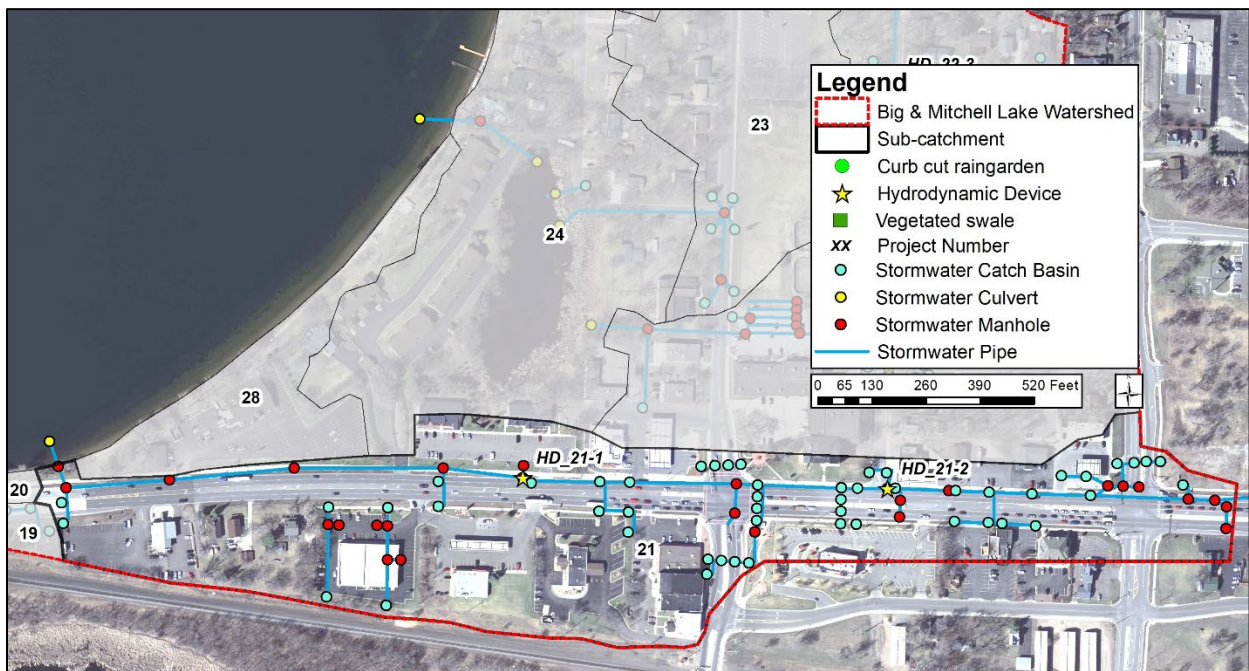 HD_22-3
23
Legend
Big & Mitchell Lake Watershed
Sub-catchment
Curb cut raingarden
Hydrodynamic Device
Vegetated swale
XX Project Number
Stormwater Catch Basin
Stormwater Culvert
Stormwater Manhole
Stormwater Pipe
0 65 130 260 390 520 Feet
24
28
HD_21-1
HD_21-2
20
19
21